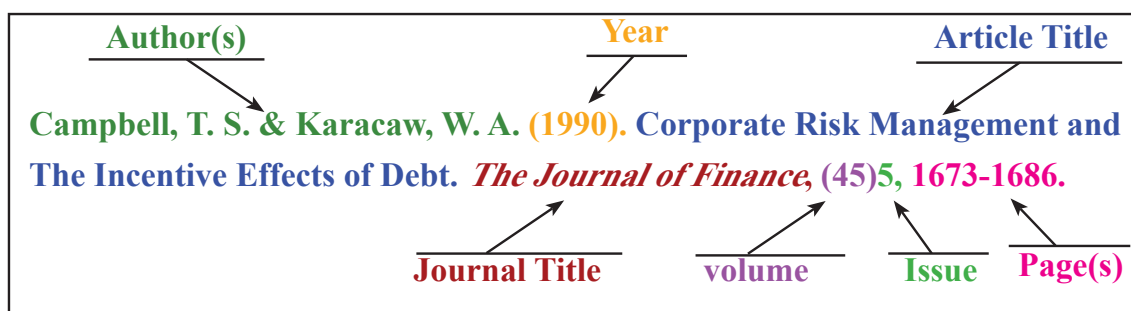 Author(s) Year Article Title
Campbell, T. S. & Karacaw, W. A. (1990). Corporate Risk Management and
The Incentive Effects of Debt. The Journal of Finance, (45)5, 1673-1686.
Journal Title volume Issue Page(s)